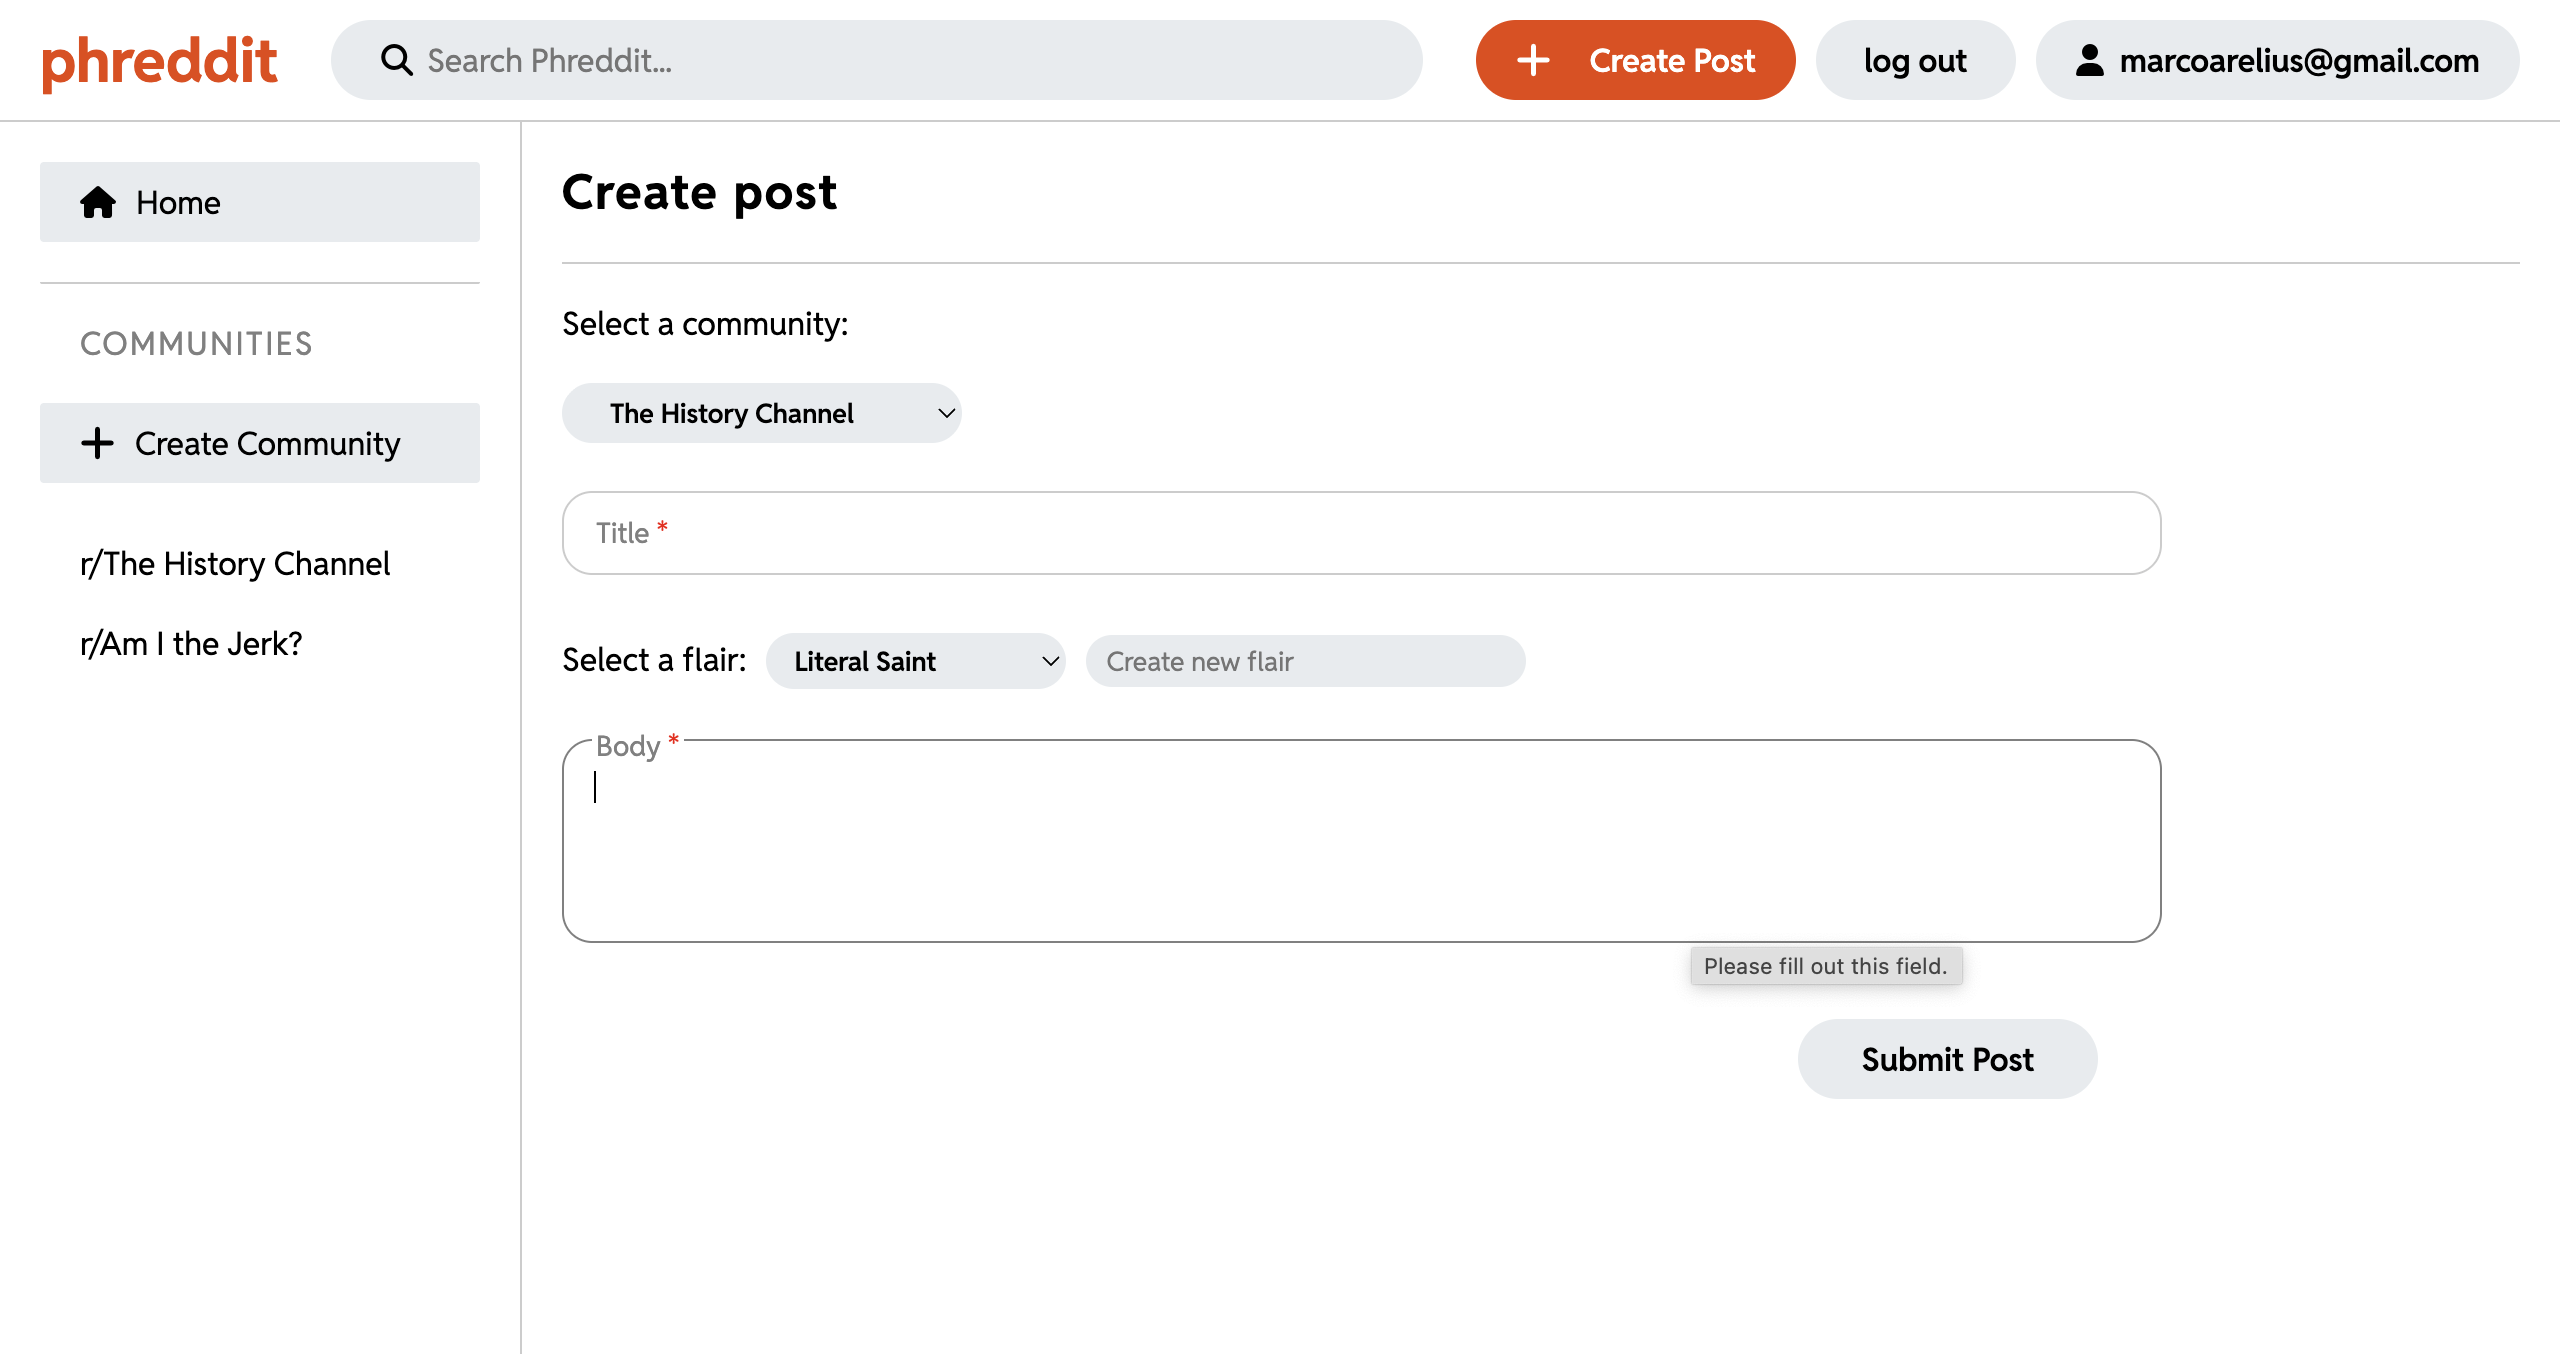 phreddit
Search Phreddit...
Create Post
log out
marcoarelius@gmail.com
Home
COMMUNITIES
Create Community
r/The History Channel
r/Am I the Jerk?
Create post
Select a community:
The History Channel
Title *
Select a flair: Literal Saint Create new flair
Body *
Please fill out this field.
Submit Post